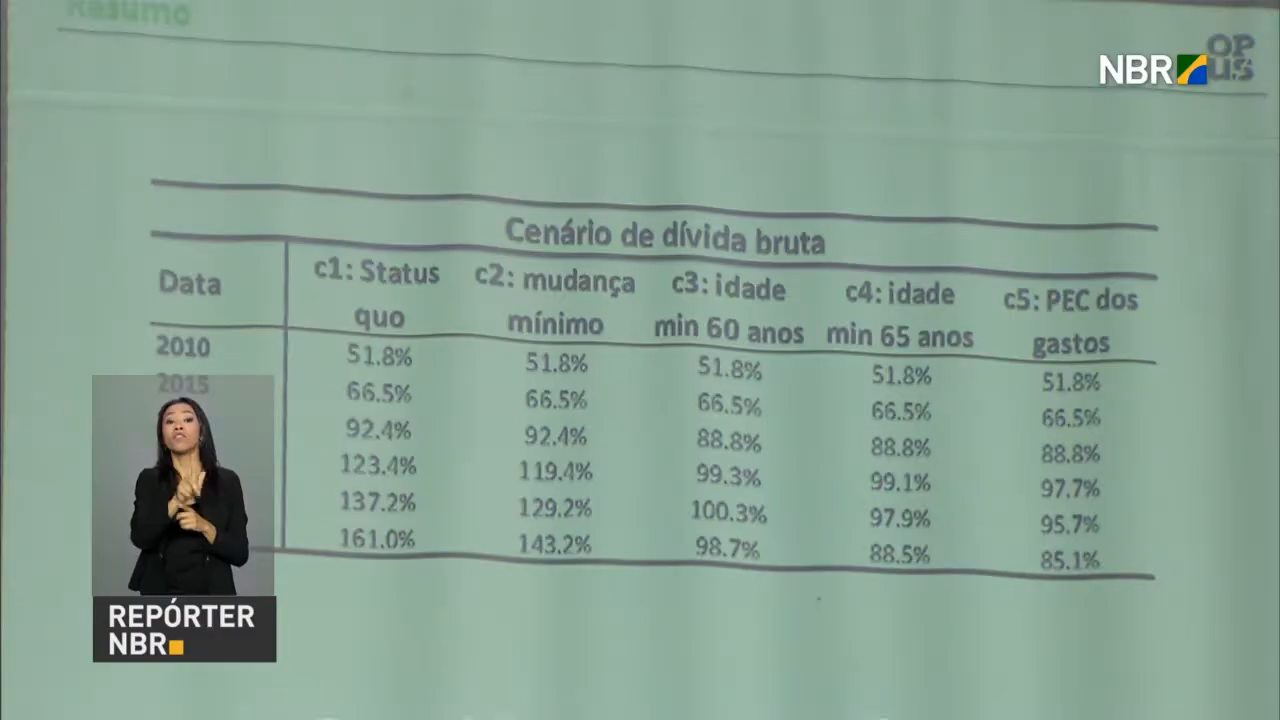 Resumo
NBR
OP
US
Cenário de dívida bruta
Data c1: Status quo c2: mudança mínimo c3: idade min 60 anos c4: idade min 65 anos c5: PEC dos gastos
2010 51.8% 51.8% 51.8% 51.8% 51.8%
2015 66.5% 66.5% 66.5% 66.5% 66.5%
92.4% 92.4% 88.8% 88.8% 88.8%
123.4% 119.4% 99.3% 99.1% 97.7%
137.2% 129.2% 100.3% 97.9% 95.7%
161.0% 143.2% 98.7% 88.5% 85.1%
REPÓRTER
NBR